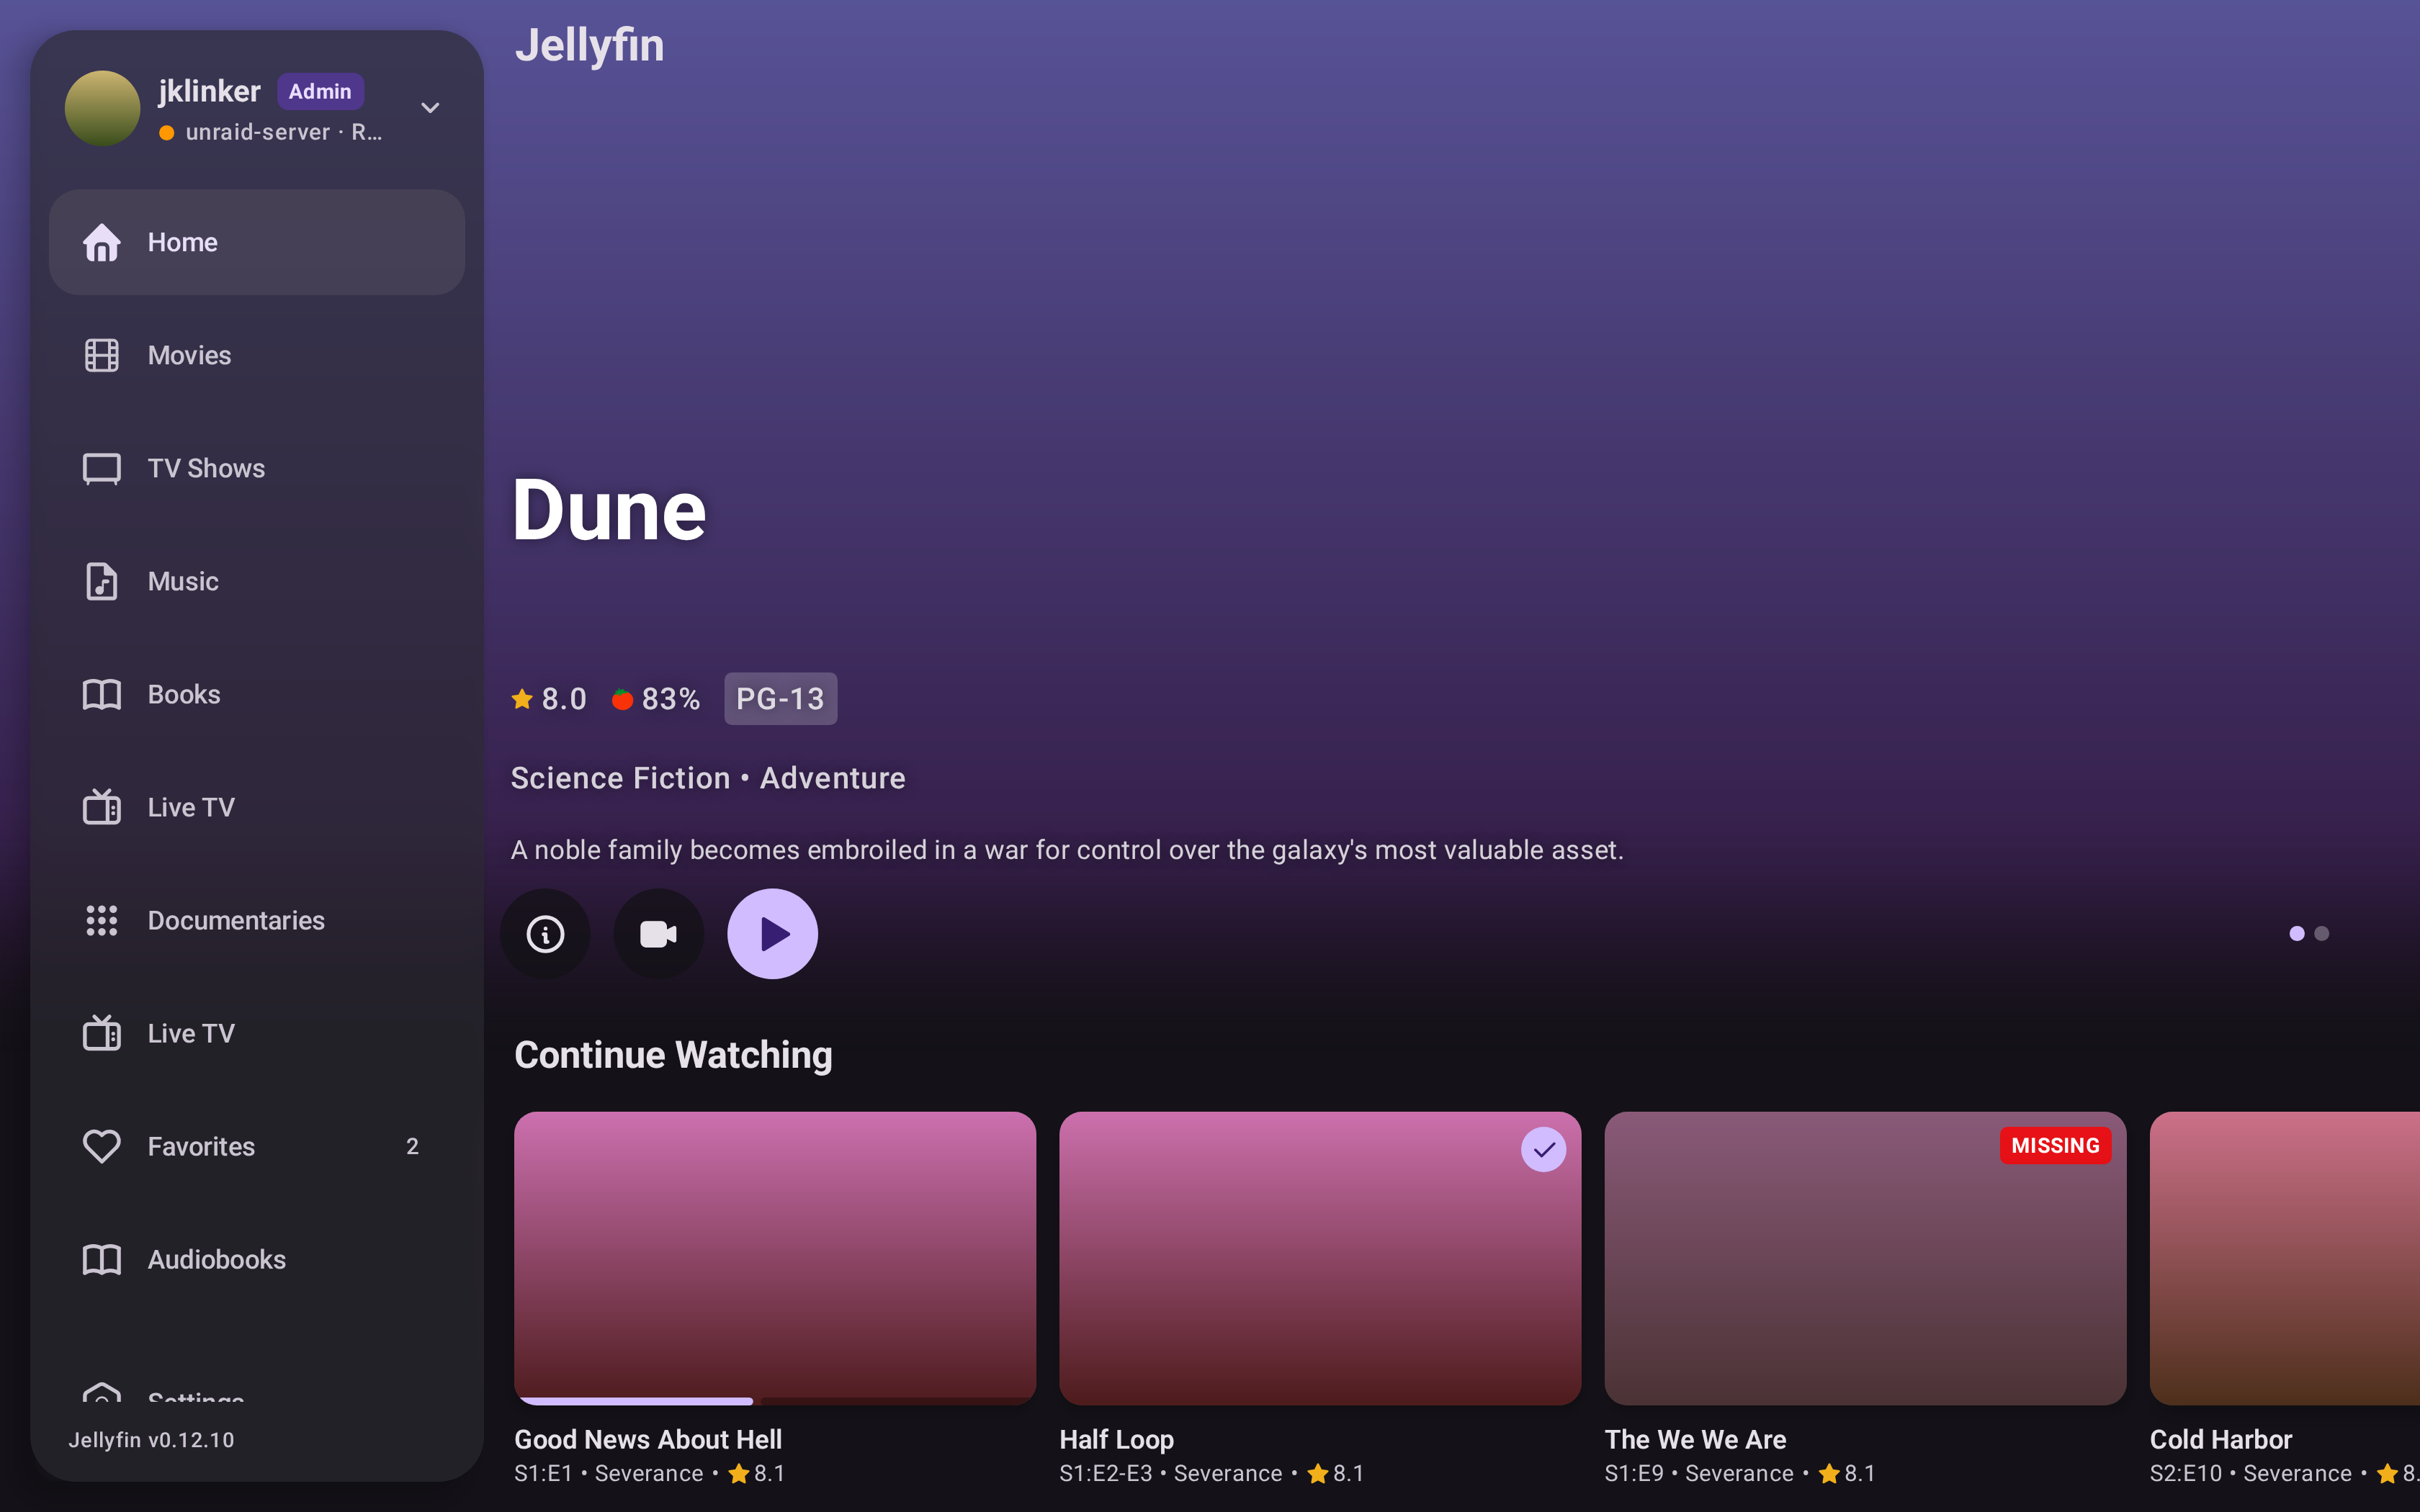 Jellyfin
jklinker Admin
unraid-server · R...
Home
Movies
TV Shows
Music
Books
Live TV
Documentaries
Live TV
Favorites 2
Audiobooks
Settings
Jellyfin v0.12.10
Dune
8.0 83% PG-13
Science Fiction • Adventure
A noble family becomes embroiled in a war for control over the galaxy's most valuable asset.
Continue Watching
MISSING
Good News About Hell
S1:E1 • Severance • 8.1
Half Loop
S1:E2-E3 • Severance • 8.1
The We We Are
S1:E9 • Severance • 8.1
Cold Harbor
S2:E10 • Severance • 8.